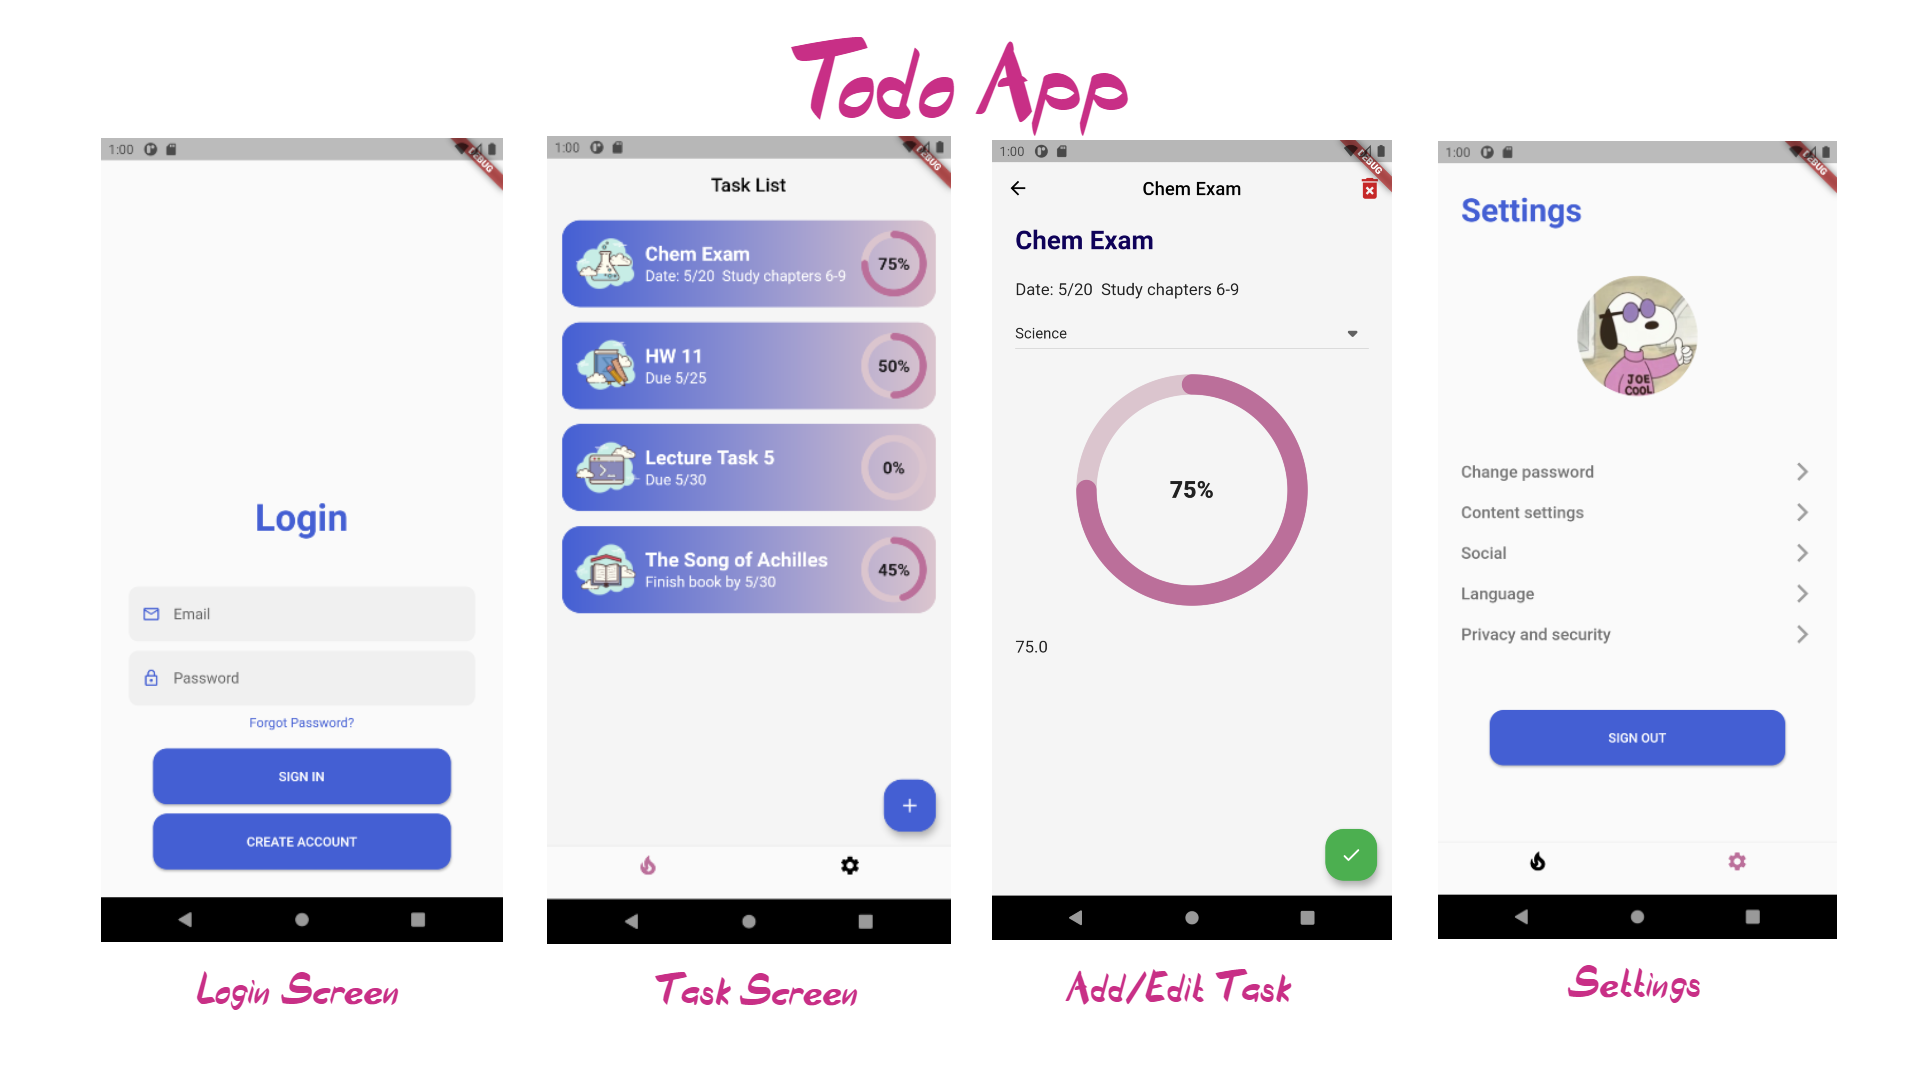 Todo App
1:00
DEBUG
Login
Email
Password
Forgot Password?
SIGN IN
CREATE ACCOUNT
Login Screen
1:00
DEBUG
Task List
Chem Exam
Date: 5/20 Study chapters 6-9
75%
HW 11
Due 5/25
50%
Lecture Task 5
Due 5/30
0%
The Song of Achilles
Finish book by 5/30
45%
Task Screen
1:00
DEBUG
Chem Exam
Chem Exam
Date: 5/20 Study chapters 6-9
Science
75%
75.0
Add/Edit Task
1:00
DEBUG
Settings
JOE
COOL
Change password
Content settings
Social
Language
Privacy and security
SIGN OUT
Settings